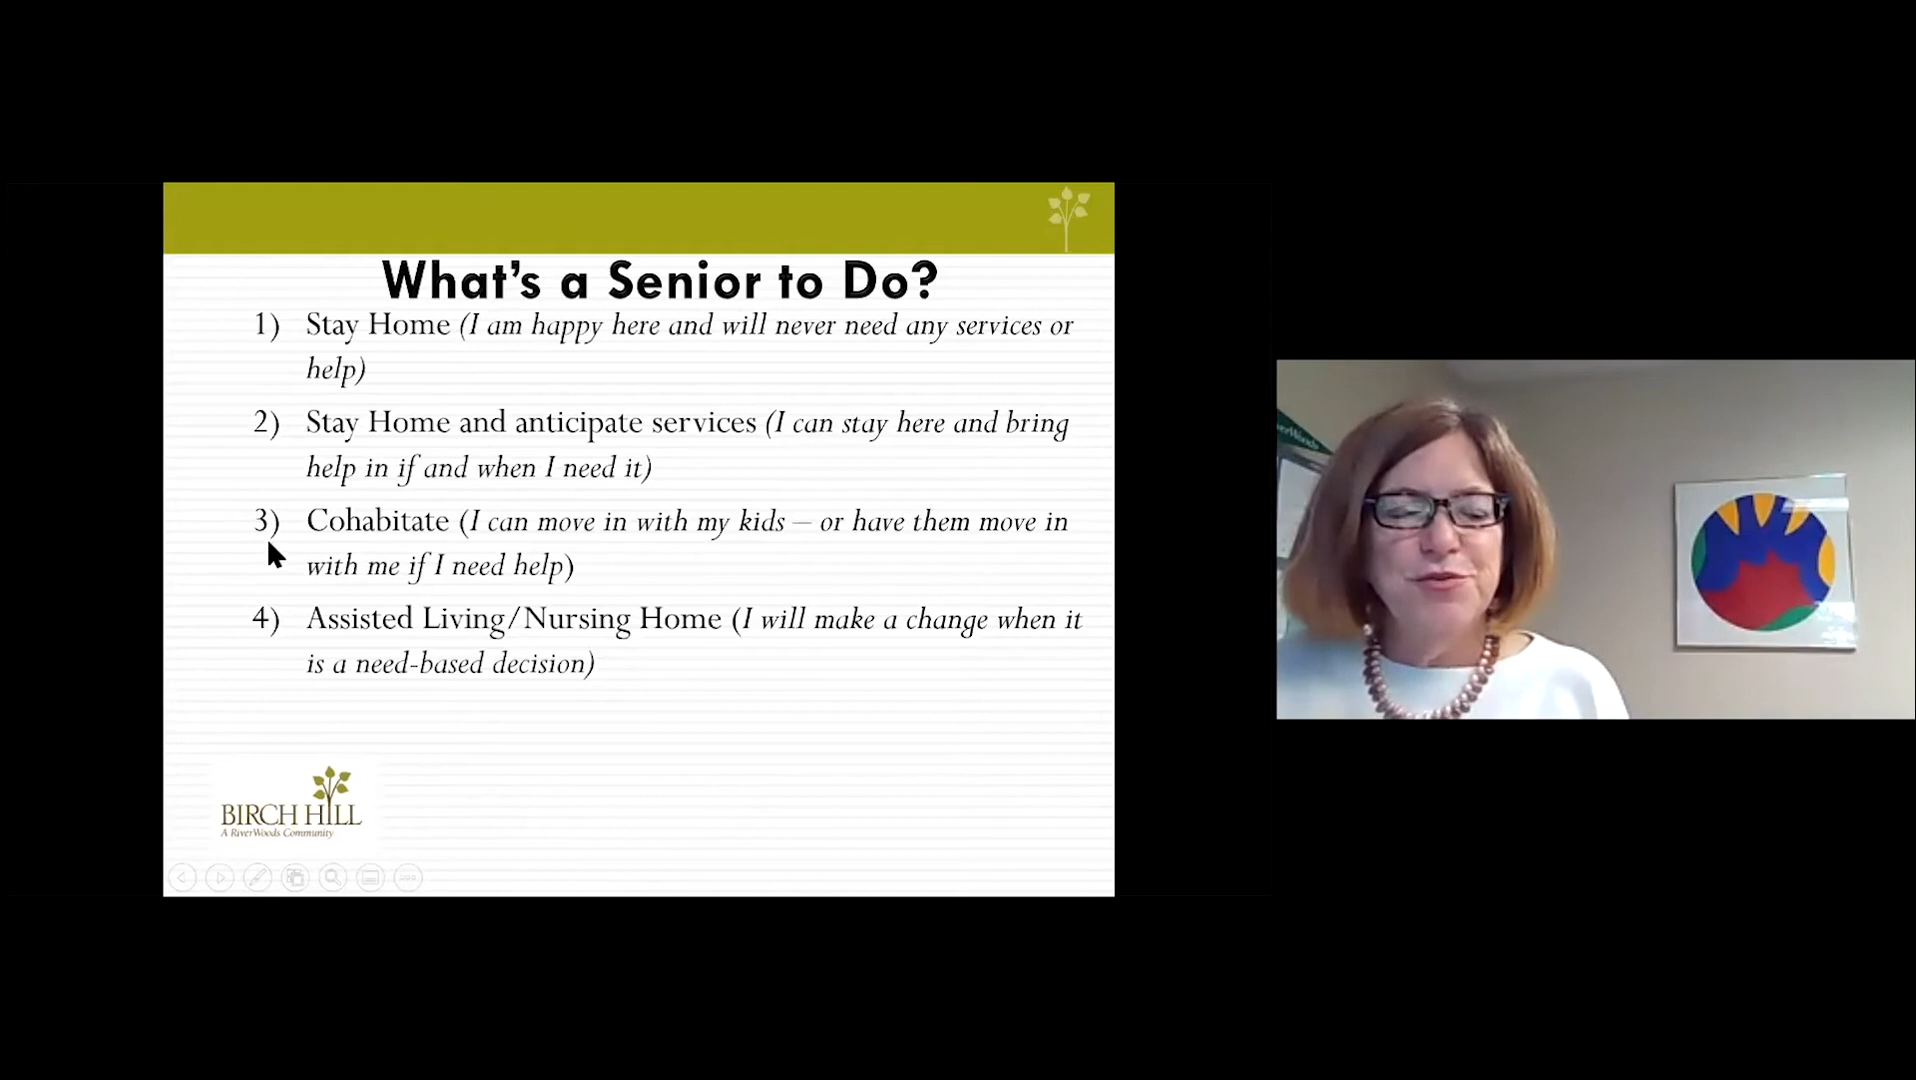 What's a Senior to Do?
1) Stay Home (I am happy here and will never need any services or
help)
2) Stay Home and anticipate services (I can stay here and bring
help in if and when I need it)
3) Cohabitate (I can move in with my kids – or have them move in
with me if I need help)
4) Assisted Living/Nursing Home (I will make a change when it
is a need-based decision)
BIRCH HILL
A RiverWoods Community